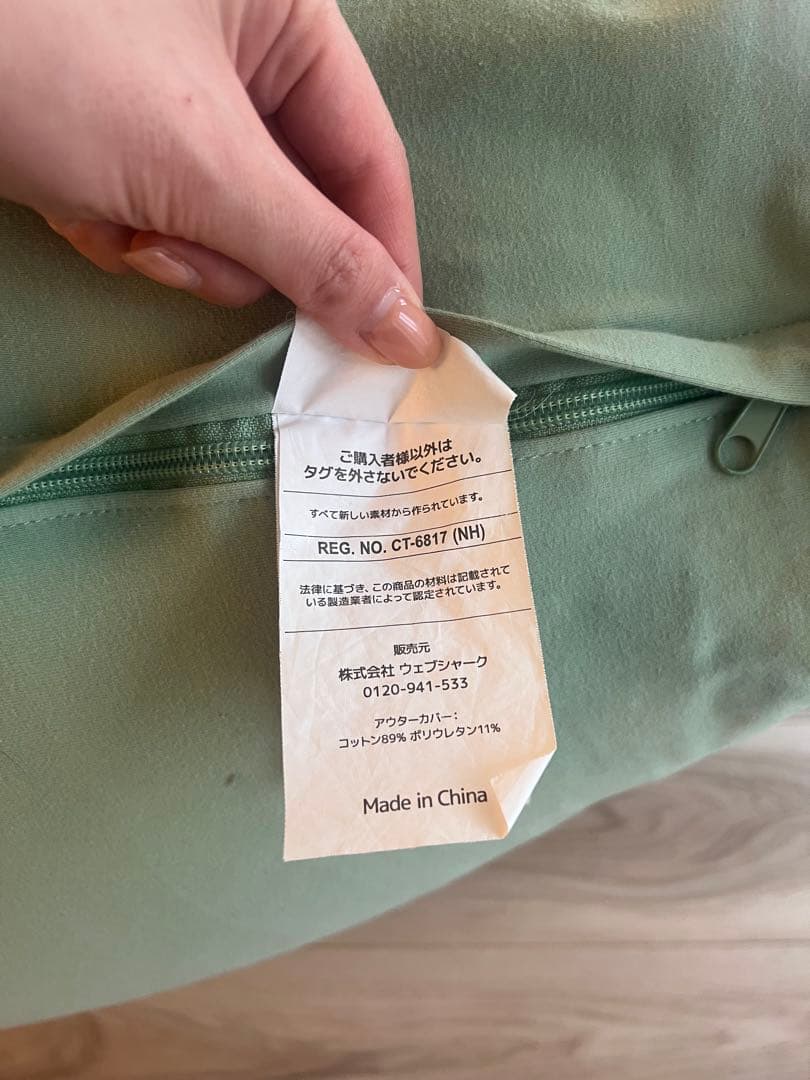 ご購入者様以外は
タグを外さないでください。
すべて新しい素材から作られています。
REG. NO. CT-6817 (NH)
法律に基づき、この商品の材料は記載されて
いる製造業者によって認定されています。
販売元
株式会社 ウェブシャーク
0120-941-533
アウターカバー：
コットン89% ポリウレタン11%
Made in China